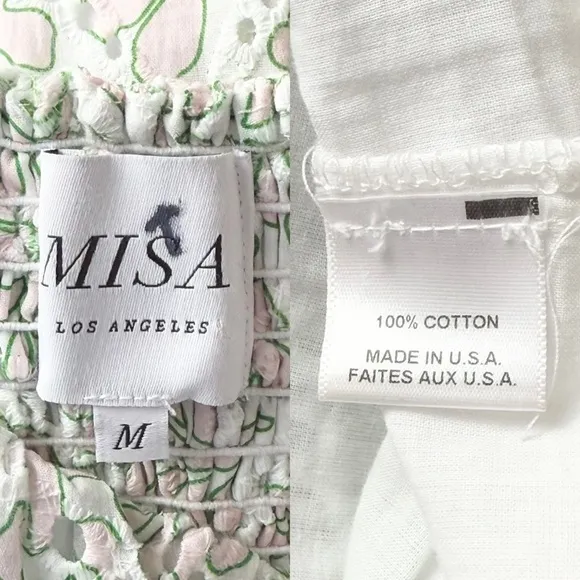 MISA
LOS ANGELES
M
100% COTTON
MADE IN U.S.A.
FAITES AUX U.S.A.